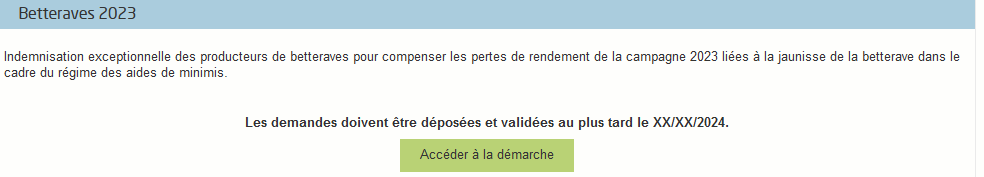 Betteraves 2023
Indemnisation exceptionnelle des producteurs de betteraves pour compenser les pertes de rendement de la campagne 2023 liées à la jaunisse de la betterave dans le
cadre du régime des aides de minimis.
Les demandes doivent être déposées et validées au plus tard le XX/XX/2024.
Accéder à la démarche